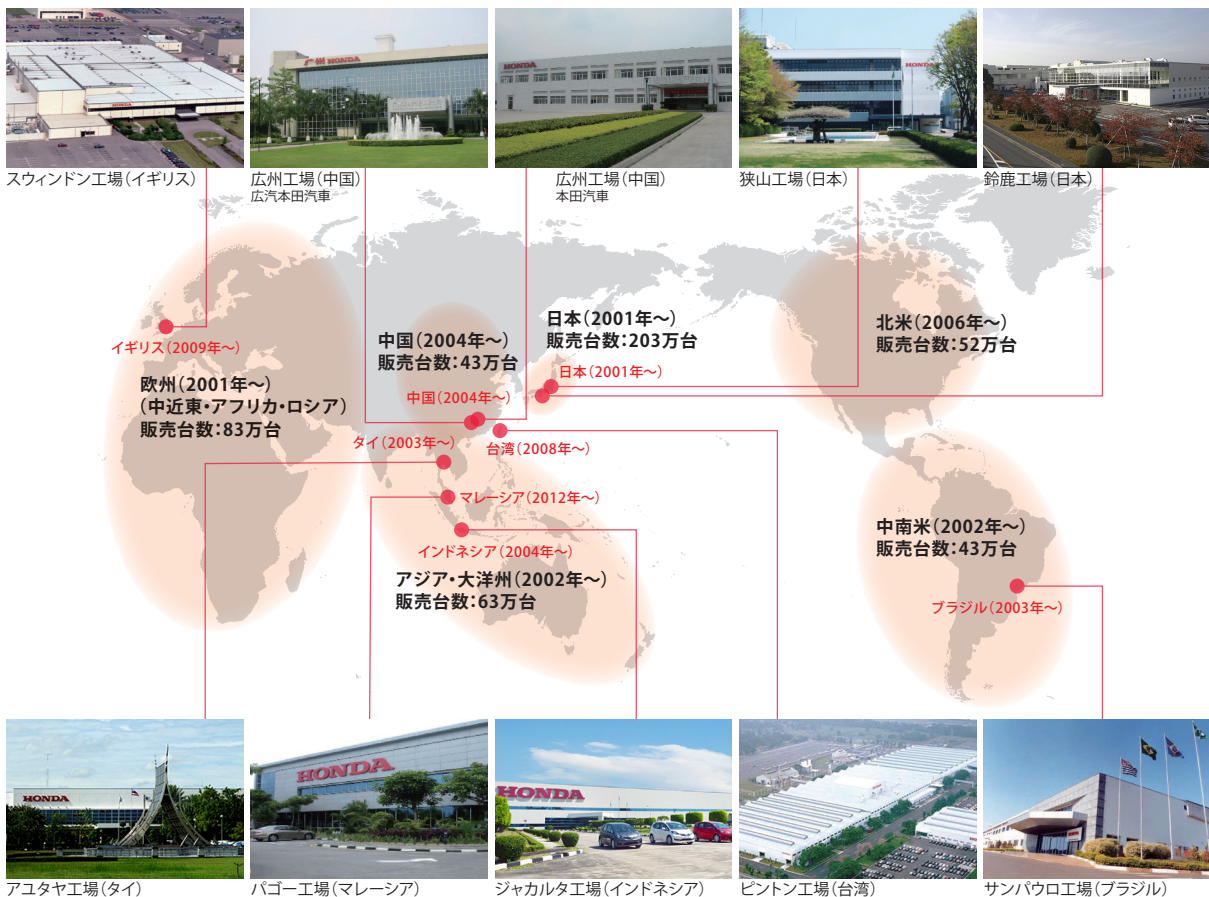 HONDA
広州 HONDA
HONDA
HONDA
スウィンドン工場（イギリス）
広州工場（中国）
広汽本田汽車
広州工場（中国）
本田汽車
狭山工場（日本）
鈴鹿工場（日本）
イギリス（2009年～）
欧州（2001年～）
（中近東・アフリカ・ロシア）
販売台数：83万台
中国（2004年～）
販売台数：43万台
中国（2004年～）
日本（2001年～）
販売台数：203万台
日本（2001年～）
北米（2006年～）
販売台数：52万台
タイ（2003年～）
台湾（2008年～）
マレーシア（2012年～）
インドネシア（2004年～）
アジア・大洋州（2002年～）
販売台数：63万台
中南米（2002年～）
販売台数：43万台
ブラジル（2003年～）
HONDA
HONDA
HONDA
HONDA
アユタヤ工場（タイ）
パゴー工場（マレーシア）
ジャカルタ工場（インドネシア）
ピントン工場（台湾）
サンパウロ工場（ブラジル）